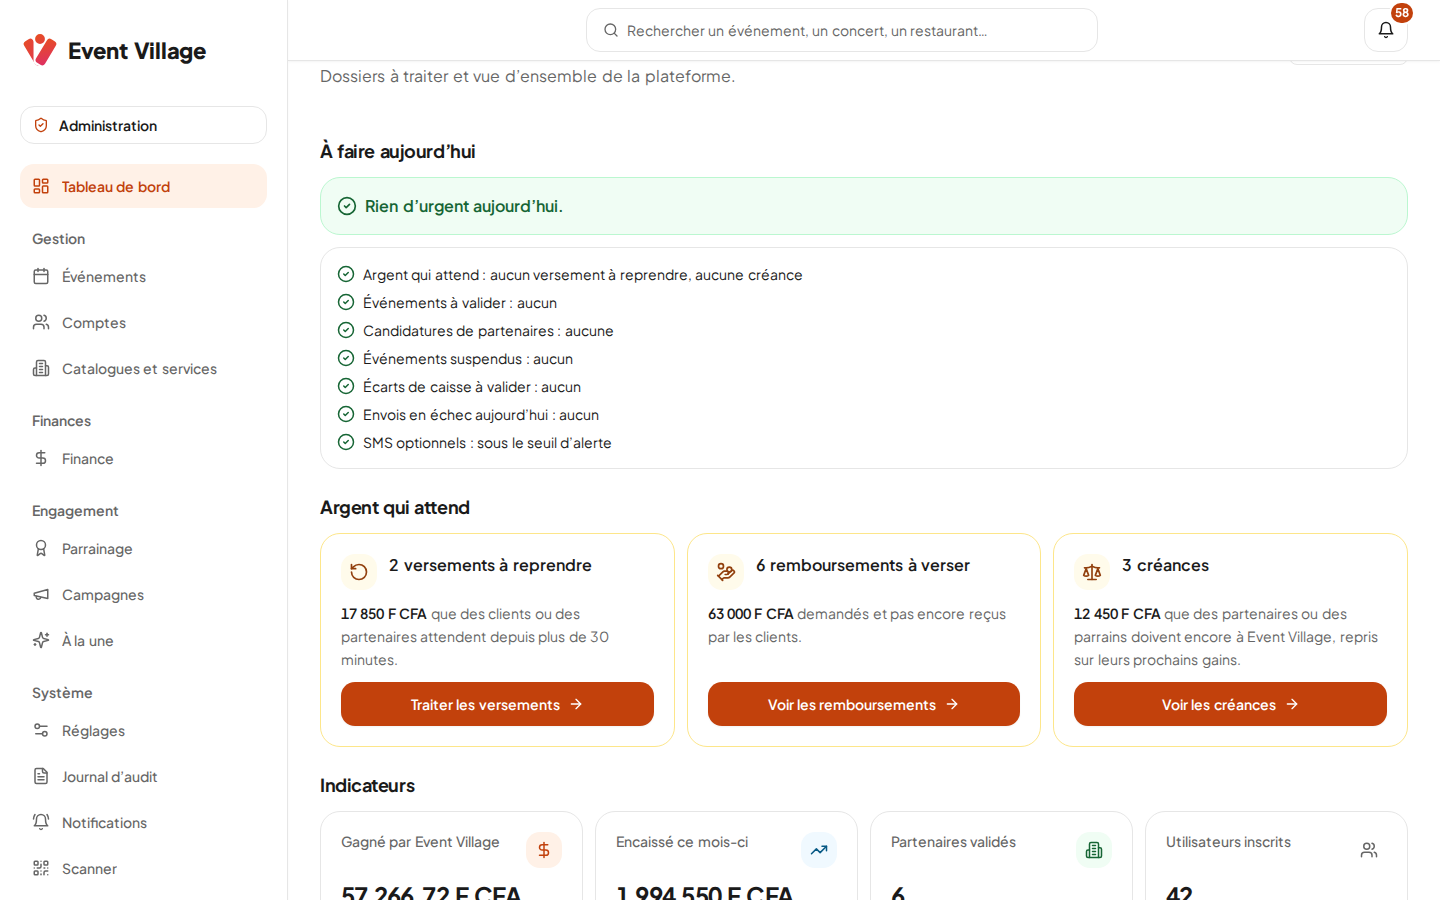 Event Village
Rechercher un événement, un concert, un restaurant...
58
Administration
Tableau de bord
Gestion
Événements
Comptes
Catalogues et services
Finances
Finance
Engagement
Parrainage
Campagnes
À la une
Système
Réglages
Journal d’audit
Notifications
Scanner
Dossiers à traiter et vue d’ensemble de la plateforme.
À faire aujourd’hui
Rien d’urgent aujourd’hui.
Argent qui attend : aucun versement à reprendre, aucune créance
Événements à valider : aucun
Candidatures de partenaires : aucune
Événements suspendus : aucun
Écarts de caisse à valider : aucun
Envois en échec aujourd’hui : aucun
SMS optionnels : sous le seuil d’alerte
Argent qui attend
2 versements à reprendre
17 850 F CFA que des clients ou des
partenaires attendent depuis plus de 30
minutes.
Traiter les versements
6 remboursements à verser
63 000 F CFA demandés et pas encore reçus
par les clients.
Voir les remboursements
3 créances
12 450 F CFA que des partenaires ou des
parrains doivent encore à Event Village, repris
sur leurs prochains gains.
Voir les créances
Indicateurs
Gagné par Event Village
57 266,72 F CFA
Encaissé ce mois-ci
1 994 550 F CFA
Partenaires validés
6
Utilisateurs inscrits
42